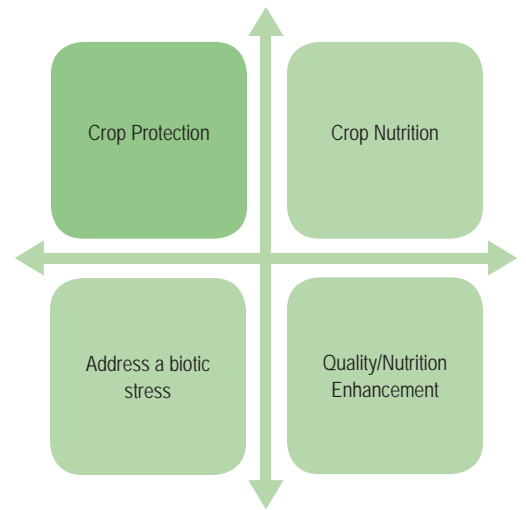 Crop Protection
Crop Nutrition
Address a biotic
stress
Quality/Nutrition
Enhancement